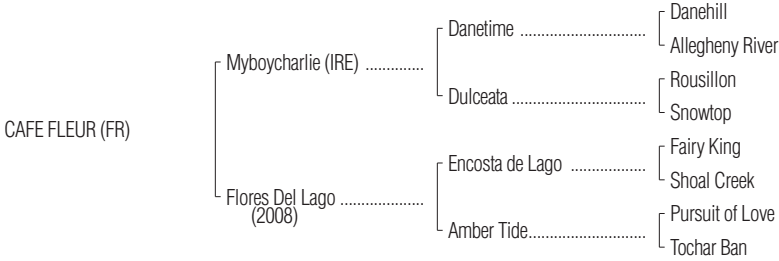 Danehill
Danetime ..............................
Allegheny River
Myboycharlie (IRE) ..............
Rousillon
Dulceata ................................
Snowtop
CAFE FLEUR (FR)
Fairy King
Encosta de Lago ..................
Shoal Creek
Flores Del Lago ....................
(2008)
Pursuit of Love
Amber Tide............................
Tochar Ban